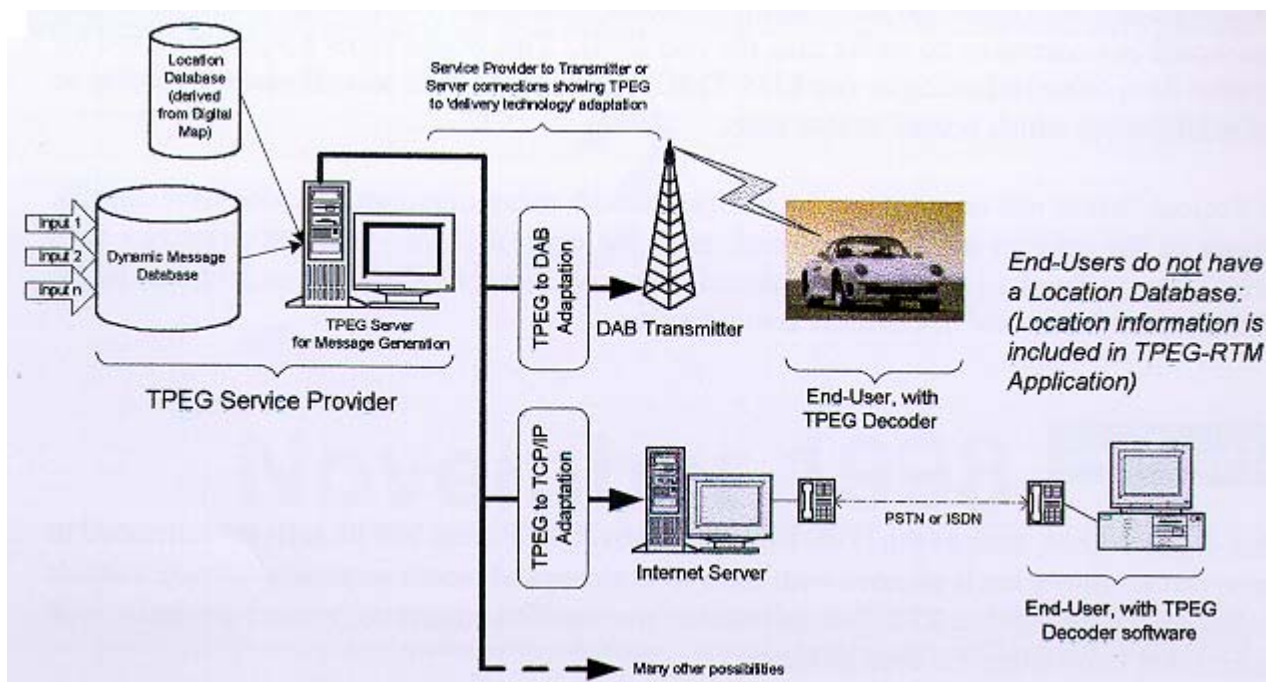 Location
Database
(derived
from Digital
Map)
Service Provider to Transmitter or
Server connections showing TPEG
to 'delivery technology' adaptation
Input 1
Input 2
Input n
Dynamic Message
Database
TPEG Server
for Message Generation
TPEG Service Provider
TPEG to DAB
Adaptation
DAB Transmitter
End-User, with
TPEG Decoder
End-Users do not have
a Location Database:
(Location information is
included in TPEG-RTM
Application)
TPEG to TCP/IP
Adaptation
Internet Server
PSTN or ISDN
End-User, with TPEG
Decoder software
Many other possibilities